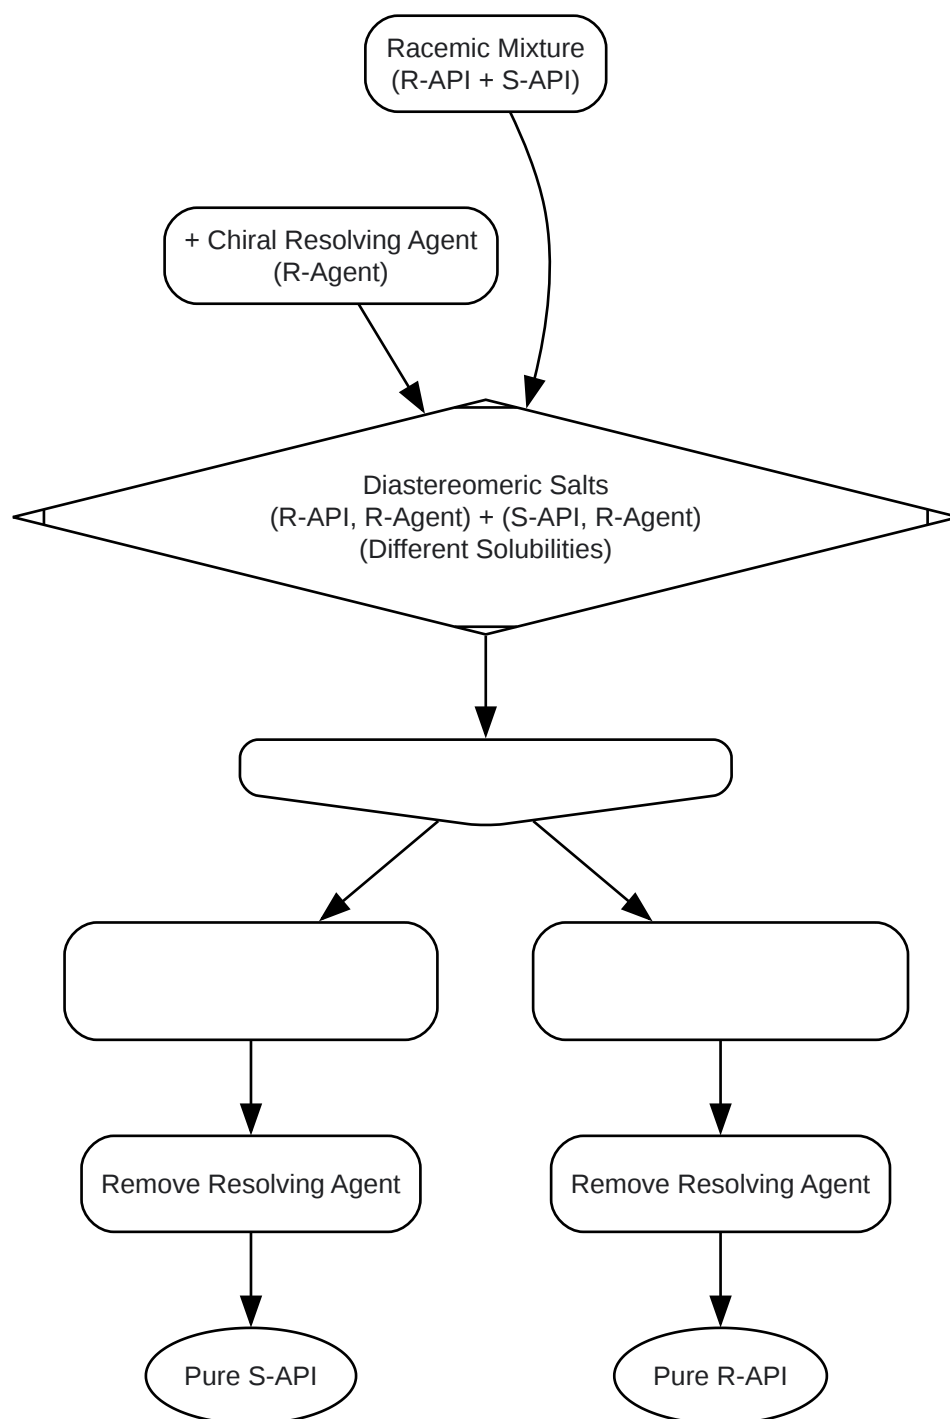 Racemic Mixture
(R-API + S-API)
+ Chiral Resolving Agent
(R-Agent)
Diastereomeric Salts
(R-API, R-Agent) + (S-API, R-Agent)
(Different Solubilities)
Remove Resolving Agent
Remove Resolving Agent
Pure S-API
Pure R-API